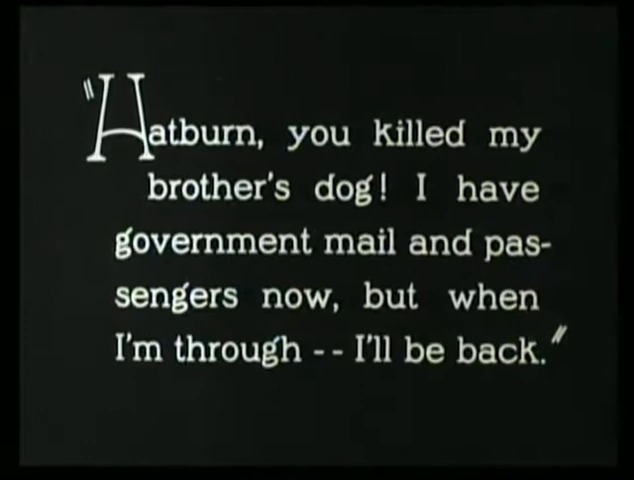 "Hatburn, you killed my
brother's dog! I have
government mail and pas-
sengers now, but when
I'm through -- I'll be back."